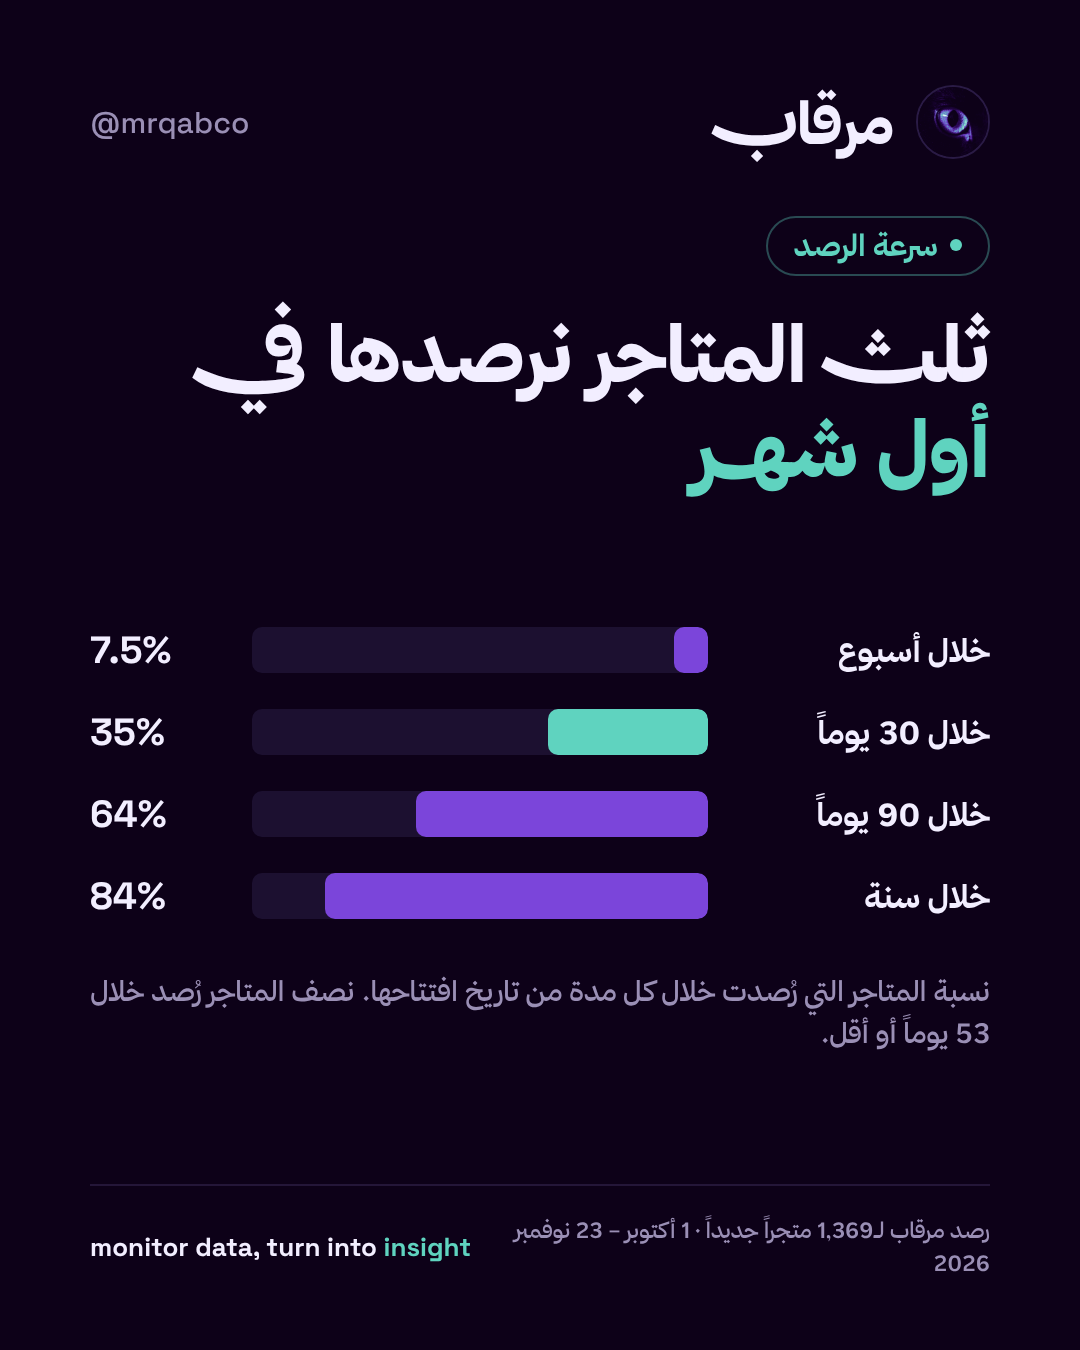 مرقاب
@mrqabco
سرعة الرصد
ثلث المتاجر نرصدها في
أول شهر
خلال أسبوع 7.5%
خلال 30 يوماً 35%
خلال 90 يوماً 64%
خلال سنة 84%
نسبة المتاجر التي رُصدت خلال كل مدة من تاريخ افتتاحها. نصف المتاجر رُصد خلال
53 يوماً أو أقل.
رصد مرقاب لـ1,369 متجراً جديداً · 1 أكتوبر – 23 نوفمبر
2026
monitor data, turn into insight